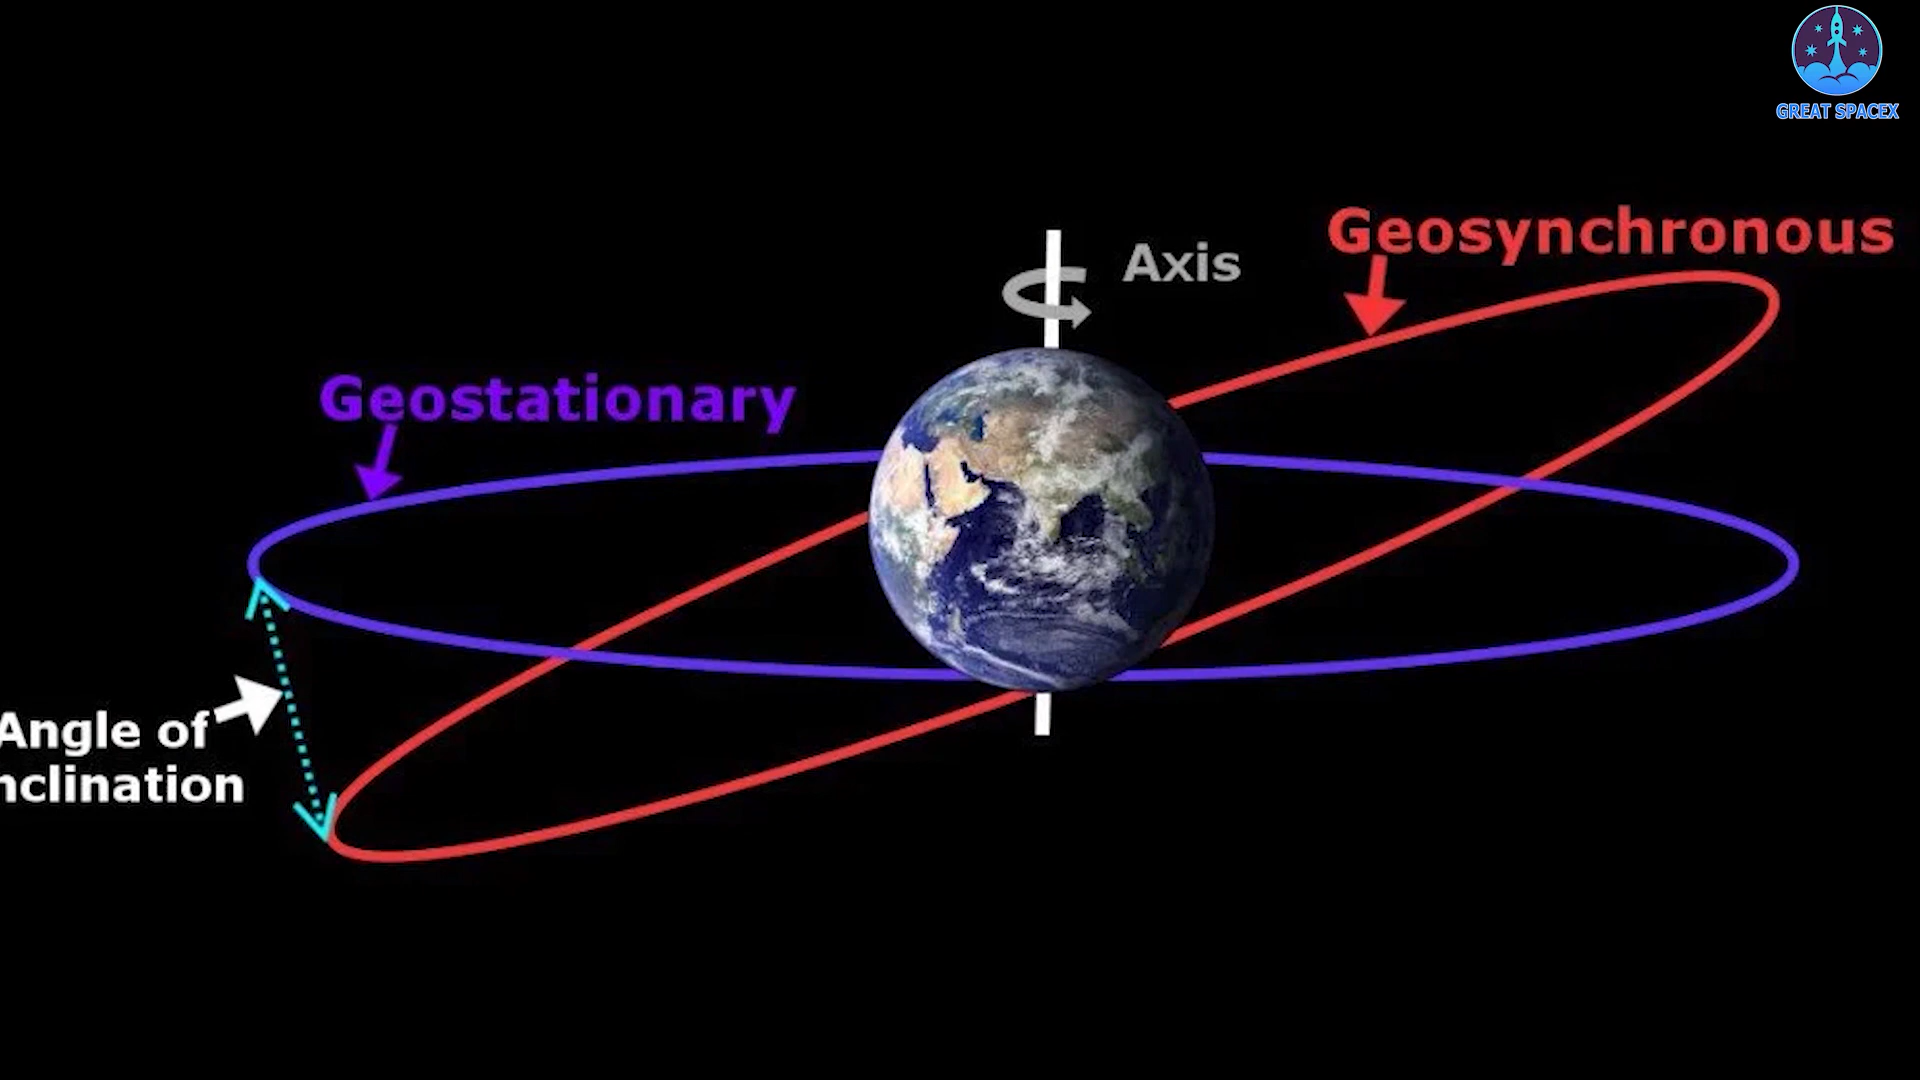 GREAT SPACEX
Geosynchronous
Axis
Geostationary
Angle of
nclination